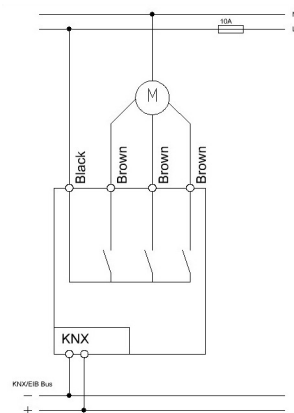 N
10A
L
M
Black
Brown
Brown
Brown
KNX
KNX/EIB Bus
–
+